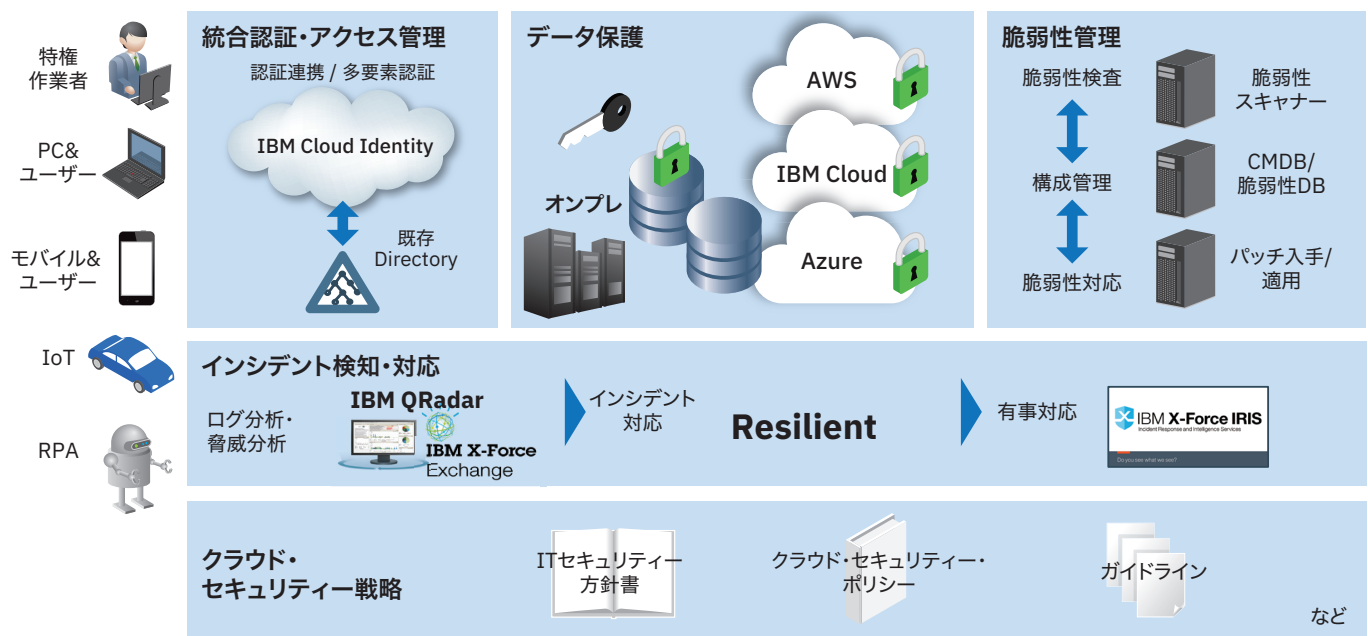 特権
作業者
PC&
ユーザー
モバイル&
ユーザー
IoT
RPA
統合認証・アクセス管理
認証連携 / 多要素認証
IBM Cloud Identity
既存
Directory
データ保護
オンプレ
AWS
IBM Cloud
Azure
脆弱性管理
脆弱性検査
構成管理
脆弱性対応
脆弱性
スキャナー
CMDB/
脆弱性DB
パッチ入手/
適用
インシデント検知・対応
ログ分析・
脅威分析
IBM QRadar
IBM X-Force
Exchange
インシデント
対応
Resilient
有事対応
IBM X-Force IRIS
Incident Response and Intelligence Services
Do you see what we see?
クラウド・
セキュリティー戦略
ITセキュリティー
方針書
クラウド・セキュリティー・
ポリシー
ガイドライン
など